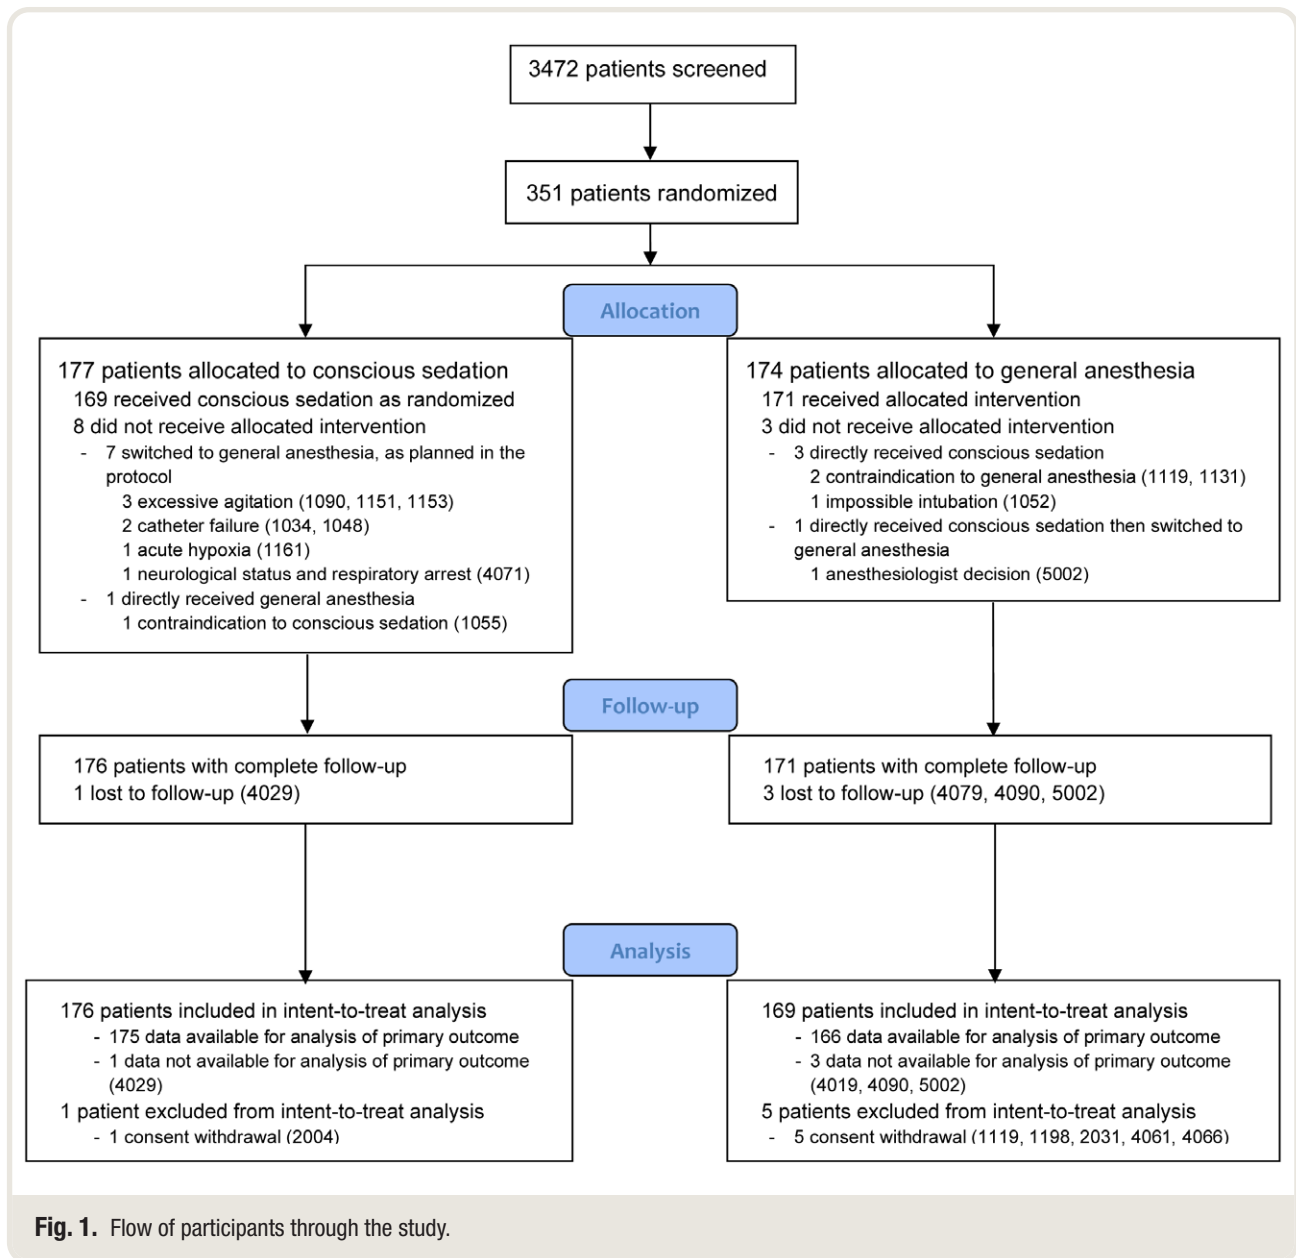 3472 patients screened
351 patients randomized
Allocation
177 patients allocated to conscious sedation
169 received conscious sedation as randomized
8 did not receive allocated intervention
- 7 switched to general anesthesia, as planned in the
protocol
3 excessive agitation (1090, 1151, 1153)
2 catheter failure (1034, 1048)
1 acute hypoxia (1161)
1 neurological status and respiratory arrest (4071)
- 1 directly received general anesthesia
1 contraindication to conscious sedation (1055)
174 patients allocated to general anesthesia
171 received allocated intervention
3 did not receive allocated intervention
- 3 directly received conscious sedation
2 contraindication to general anesthesia (1119, 1131)
1 impossible intubation (1052)
- 1 directly received conscious sedation then switched to
general anesthesia
1 anesthesiologist decision (5002)
Follow-up
176 patients with complete follow-up
1 lost to follow-up (4029)
171 patients with complete follow-up
3 lost to follow-up (4079, 4090, 5002)
Analysis
176 patients included in intent-to-treat analysis
- 175 data available for analysis of primary outcome
- 1 data not available for analysis of primary outcome
(4029)
1 patient excluded from intent-to-treat analysis
- 1 consent withdrawal (2004)
169 patients included in intent-to-treat analysis
- 166 data available for analysis of primary outcome
- 3 data not available for analysis of primary outcome
(4019, 4090, 5002)
5 patients excluded from intent-to-treat analysis
- 5 consent withdrawal (1119, 1198, 2031, 4061, 4066)
Fig. 1. Flow of participants through the study.